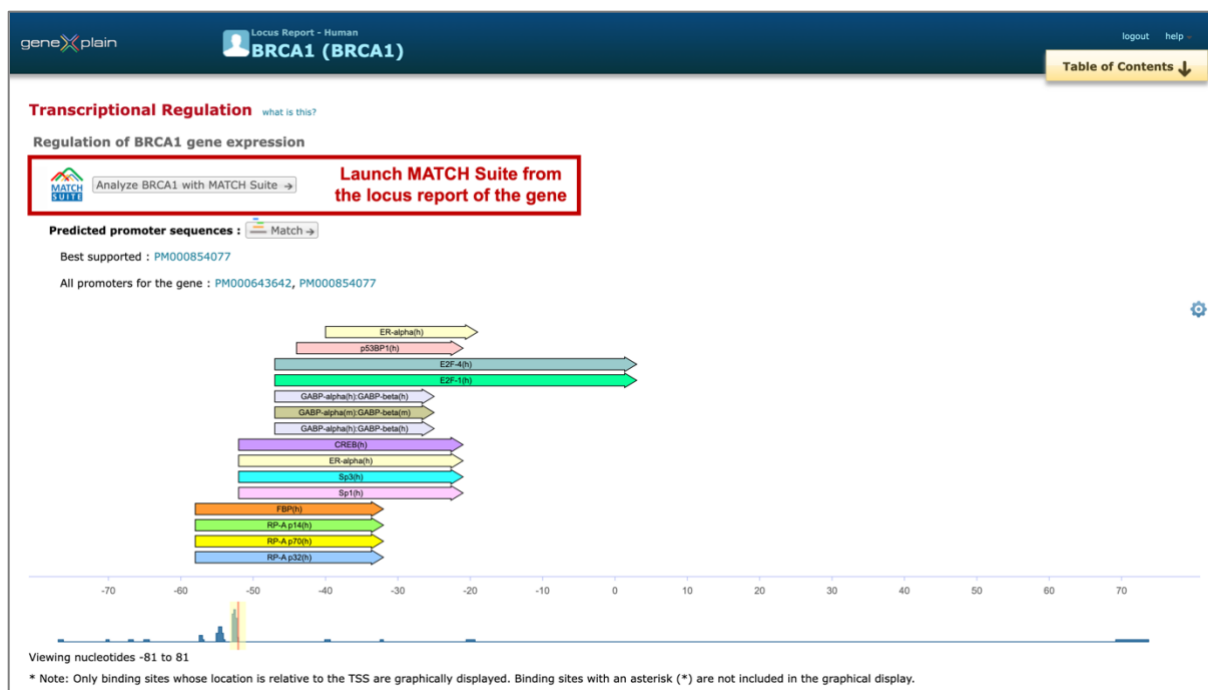 geneXplain
Locus Report - Human
BRCA1 (BRCA1)
logout help
Table of Contents
Transcriptional Regulation what is this?
Regulation of BRCA1 gene expression
MATCH
SUITE
Analyze BRCA1 with MATCH Suite →
Launch MATCH Suite from
the locus report of the gene
Predicted promoter sequences : Match →
Best supported : PM000854077
All promoters for the gene : PM000643642, PM000854077
ER-alpha(h)
p53BP1(h)
E2F-4(h)
E2F-1(h)
GABP-alpha(h):GABP-beta(h)
GABP-alpha(m):GABP-beta(m)
GABP-alpha(h):GABP-beta(h)
CREB(h)
ER-alpha(h)
Sp3(h)
Sp1(h)
FBP(h)
RP-A p14(h)
RP-A p70(h)
RP-A p32(h)
-70 -60 -50 -40 -30 -20 -10 0 10 20 30 40 50 60 70
Viewing nucleotides -81 to 81
* Note: Only binding sites whose location is relative to the TSS are graphically displayed. Binding sites with an asterisk (*) are not included in the graphical display.